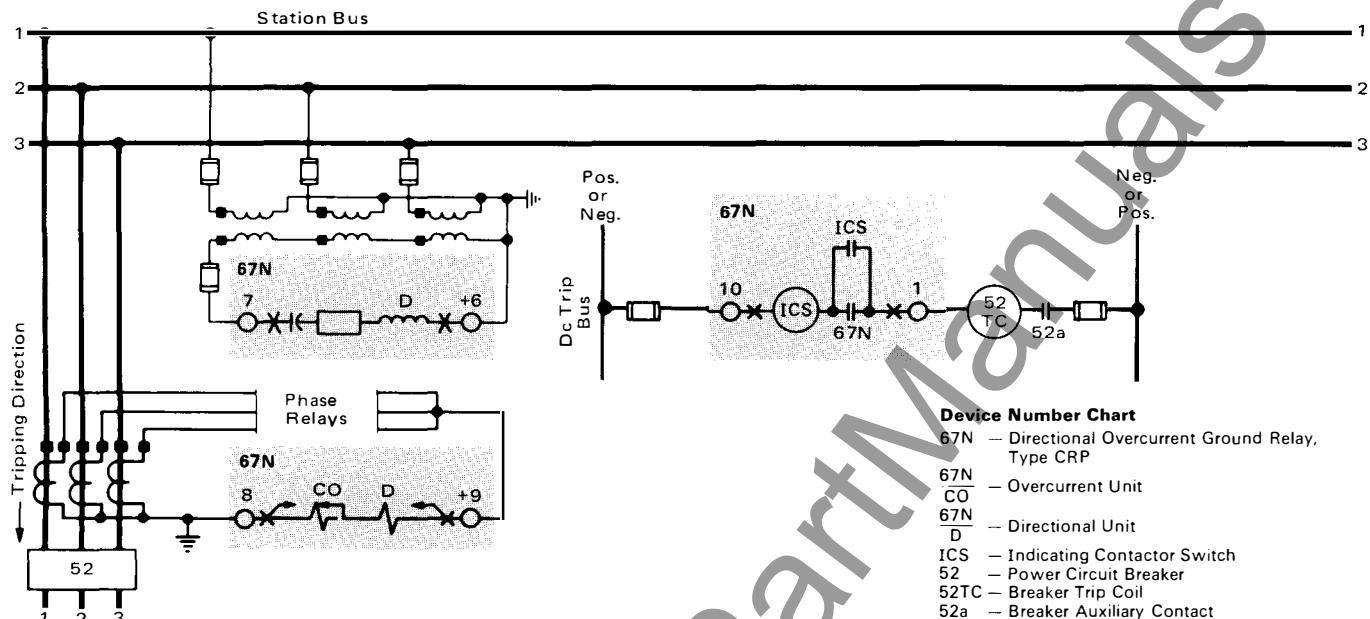 Station Bus
1 1
2 2
3 3
67N
7 D +6
Tripping Direction
Phase
Relays
67N
8 CO D +9
52
1 2 3
Pos.
or
Neg.
Neg.
or
Pos.
Dc Trip
Bus
67N
ICS
10 ICS 67N 1
52
TC
52a
Device Number Chart
67N — Directional Overcurrent Ground Relay,
Type CRP
67N
CO — Overcurrent Unit
67N
D — Directional Unit
ICS — Indicating Contactor Switch
52 — Power Circuit Breaker
52TC — Breaker Trip Coil
52a — Breaker Auxiliary Contact
artManuals